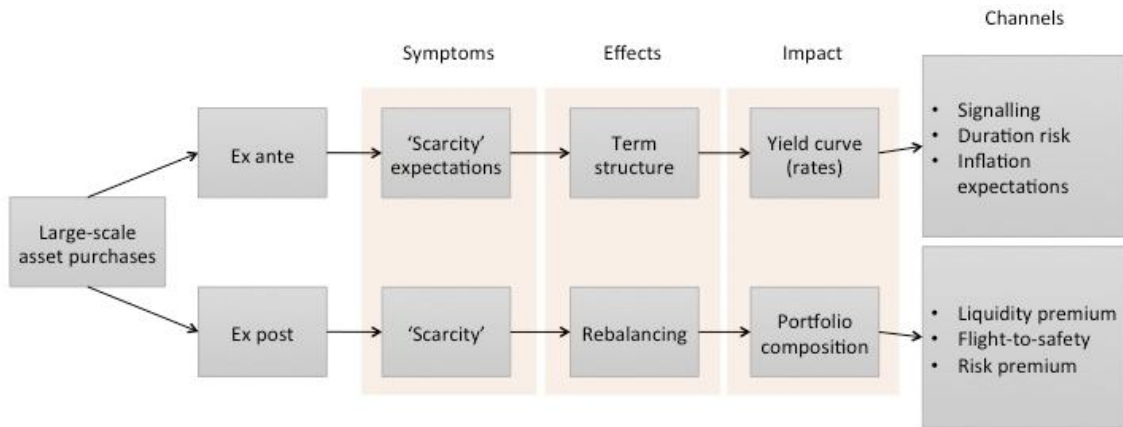 Channels
Symptoms
Effects
Impact
Large-scale
asset purchases
Ex ante
‘Scarcity’
expectations
Term
structure
Yield curve
(rates)
• Signalling
• Duration risk
• Inflation
expectations
Ex post
‘Scarcity’
Rebalancing
Portfolio
composition
• Liquidity premium
• Flight-to-safety
• Risk premium